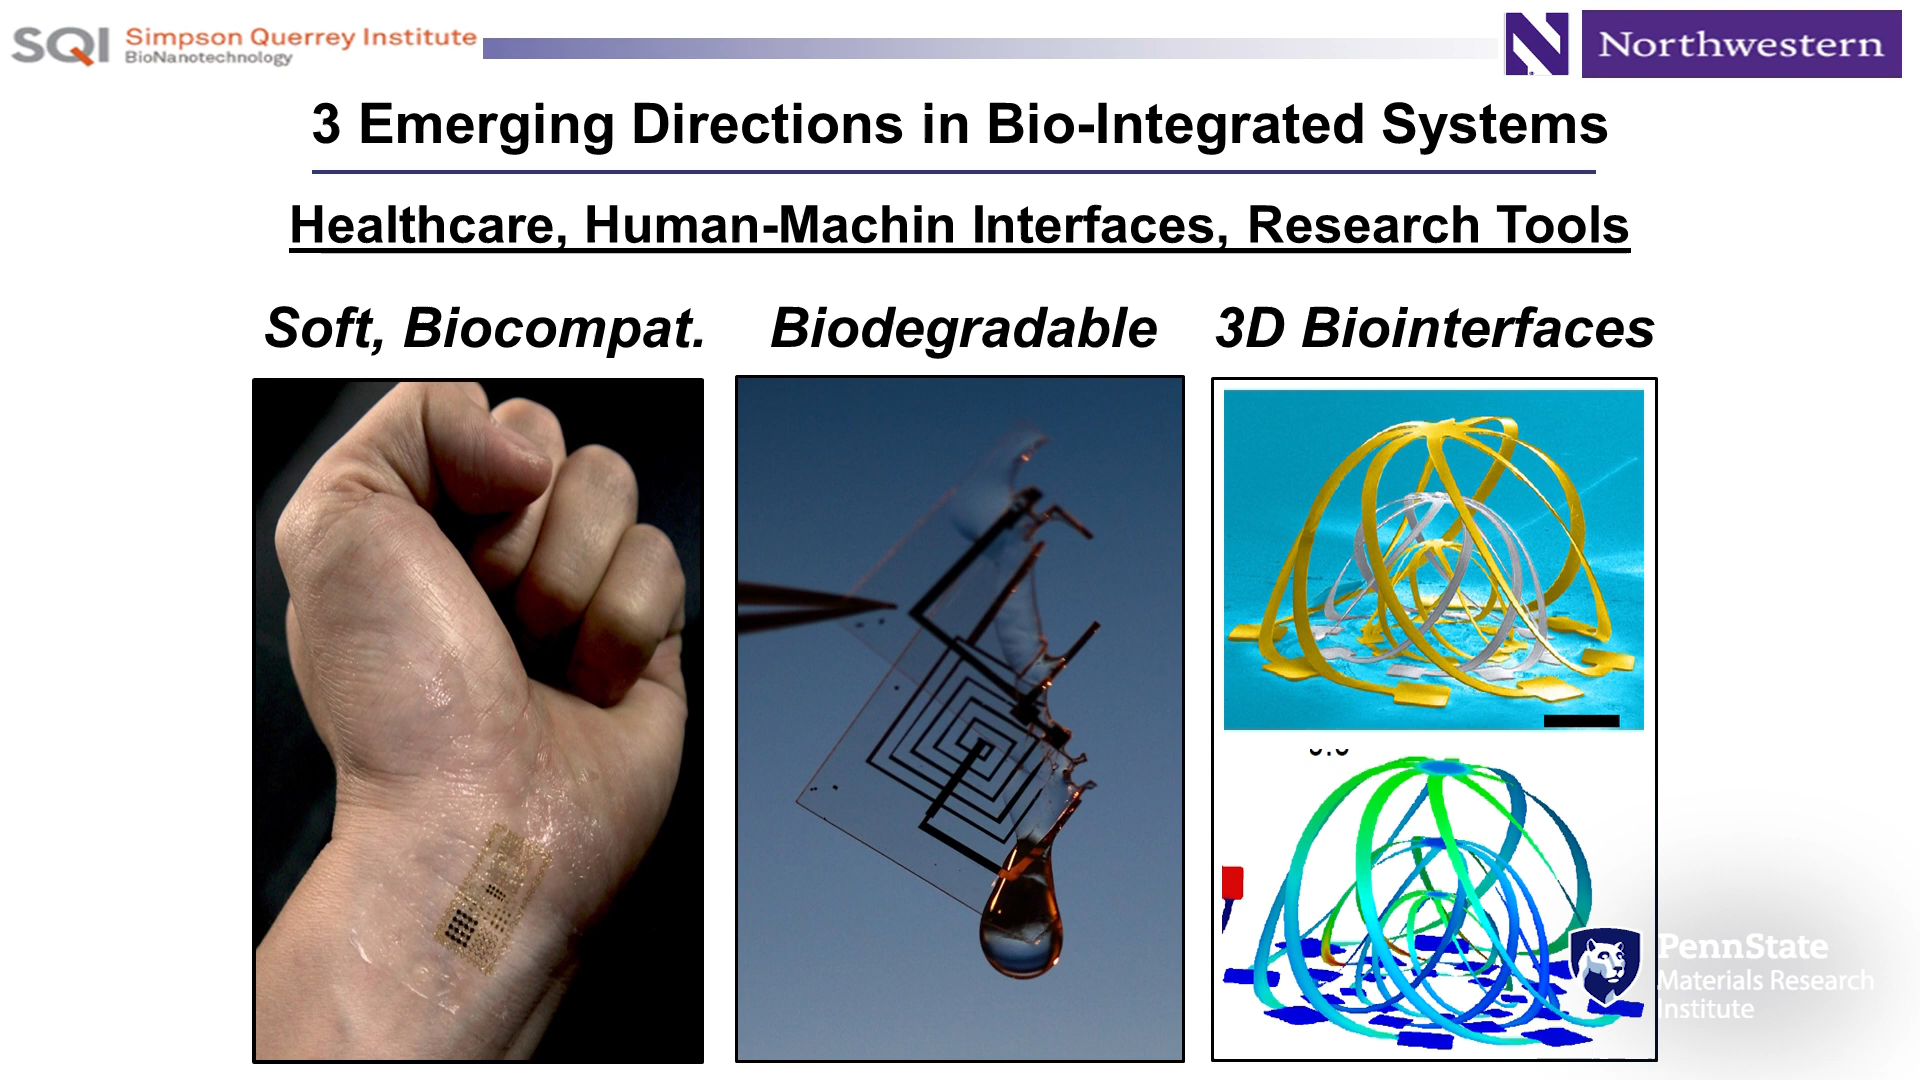 SQI Simpson Querrey Institute
BioNanotechnology
N Northwestern
3 Emerging Directions in Bio-Integrated Systems
Healthcare, Human-Machin Interfaces, Research Tools
Soft, Biocompat. Biodegradable 3D Biointerfaces
PennState
Materials Research
Institute